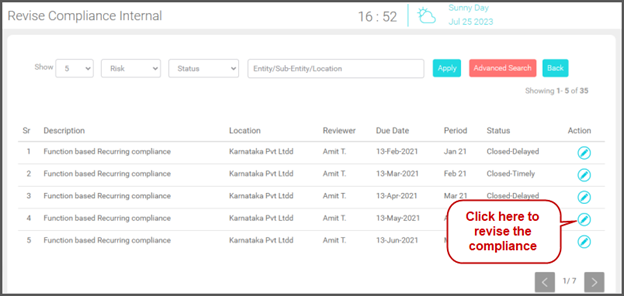 Revise Compliance Internal
16 : 52
Sunny Day
Jul 25 2023
Show 5 Risk Status Entity/Sub-Entity/Location Apply Advanced Search Back
Showing 1- 5 of 35
Sr Description Location Reviewer Due Date Period Status Action
1 Function based Recurring compliance Karnataka Pvt Ltdd Amit T. 13-Feb-2021 Jan 21 Closed-Delayed
2 Function based Recurring compliance Karnataka Pvt Ltdd Amit T. 13-Mar-2021 Feb 21 Closed-Timely
3 Function based Recurring compliance Karnataka Pvt Ltdd Amit T. 13-Apr-2021 Mar 21 Closed-Delayed
4 Function based Recurring compliance Karnataka Pvt Ltdd Amit T. 13-May-2021
5 Function based Recurring compliance Karnataka Pvt Ltdd Amit T. 13-Jun-2021
Click here to
revise the
compliance
1/ 7